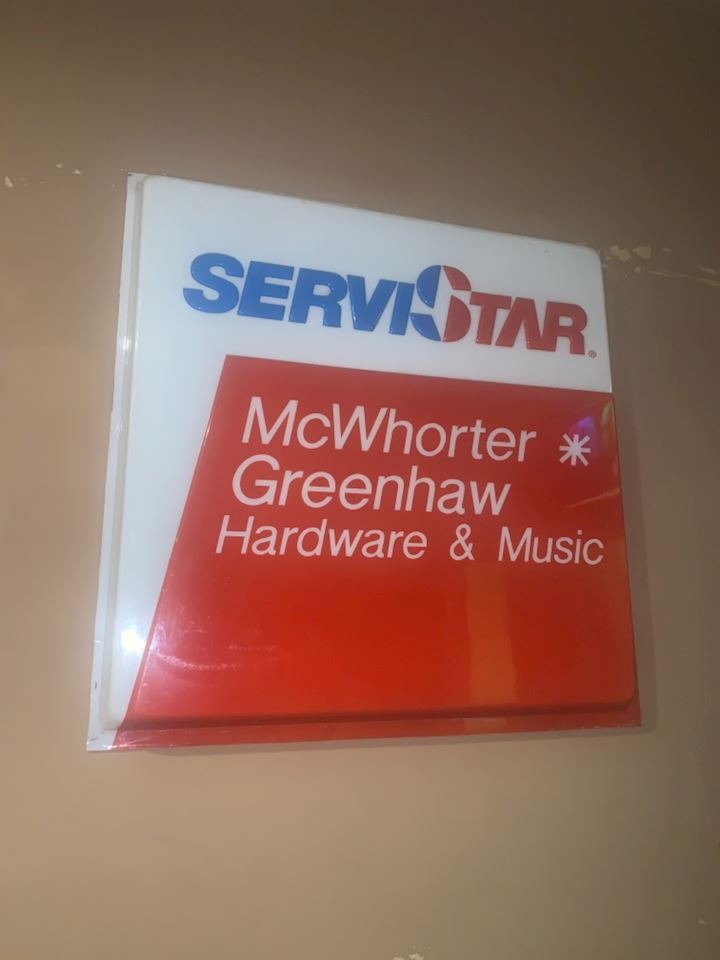 SERVISTAR®
McWhorter *
Greenhaw
Hardware & Music